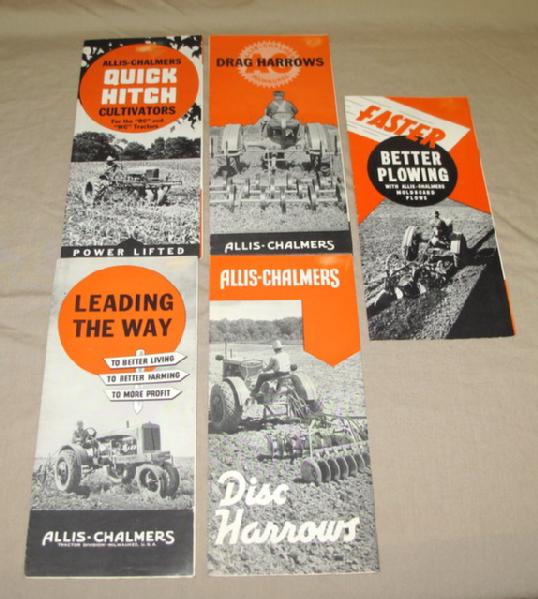 ALLIS-CHALMERS
QUICK
HITCH
CULTIVATORS
For the "RC" and
"WC" Tractors
POWER LIFTED
DRAG HARROWS
ALLIS-CHALMERS
FASTER
BETTER
PLOWING
WITH ALLIS-CHALMERS
MOLDBOARD
PLOWS
LEADING
THE WAY
TO BETTER LIVING
TO BETTER FARMING
TO MORE PROFIT
ALLIS-CHALMERS
TRACTOR DIVISION-MILWAUKEE, U.S.A.
ALLIS-CHALMERS
Disc
Harrows